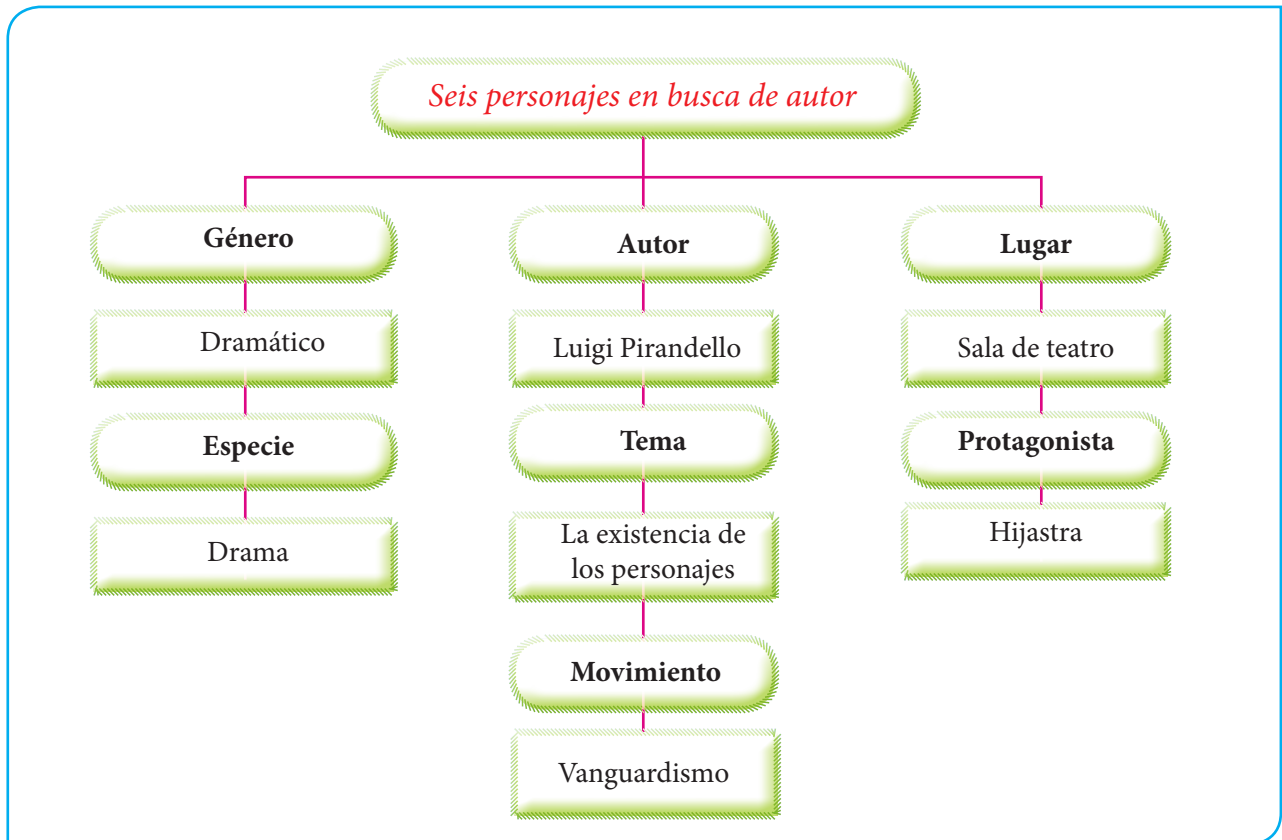 Seis personajes en busca de autor
Género
Dramático
Especie
Drama
Autor
Luigi Pirandello
Tema
La existencia de
los personajes
Movimiento
Vanguardismo
Lugar
Sala de teatro
Protagonista
Hijastra